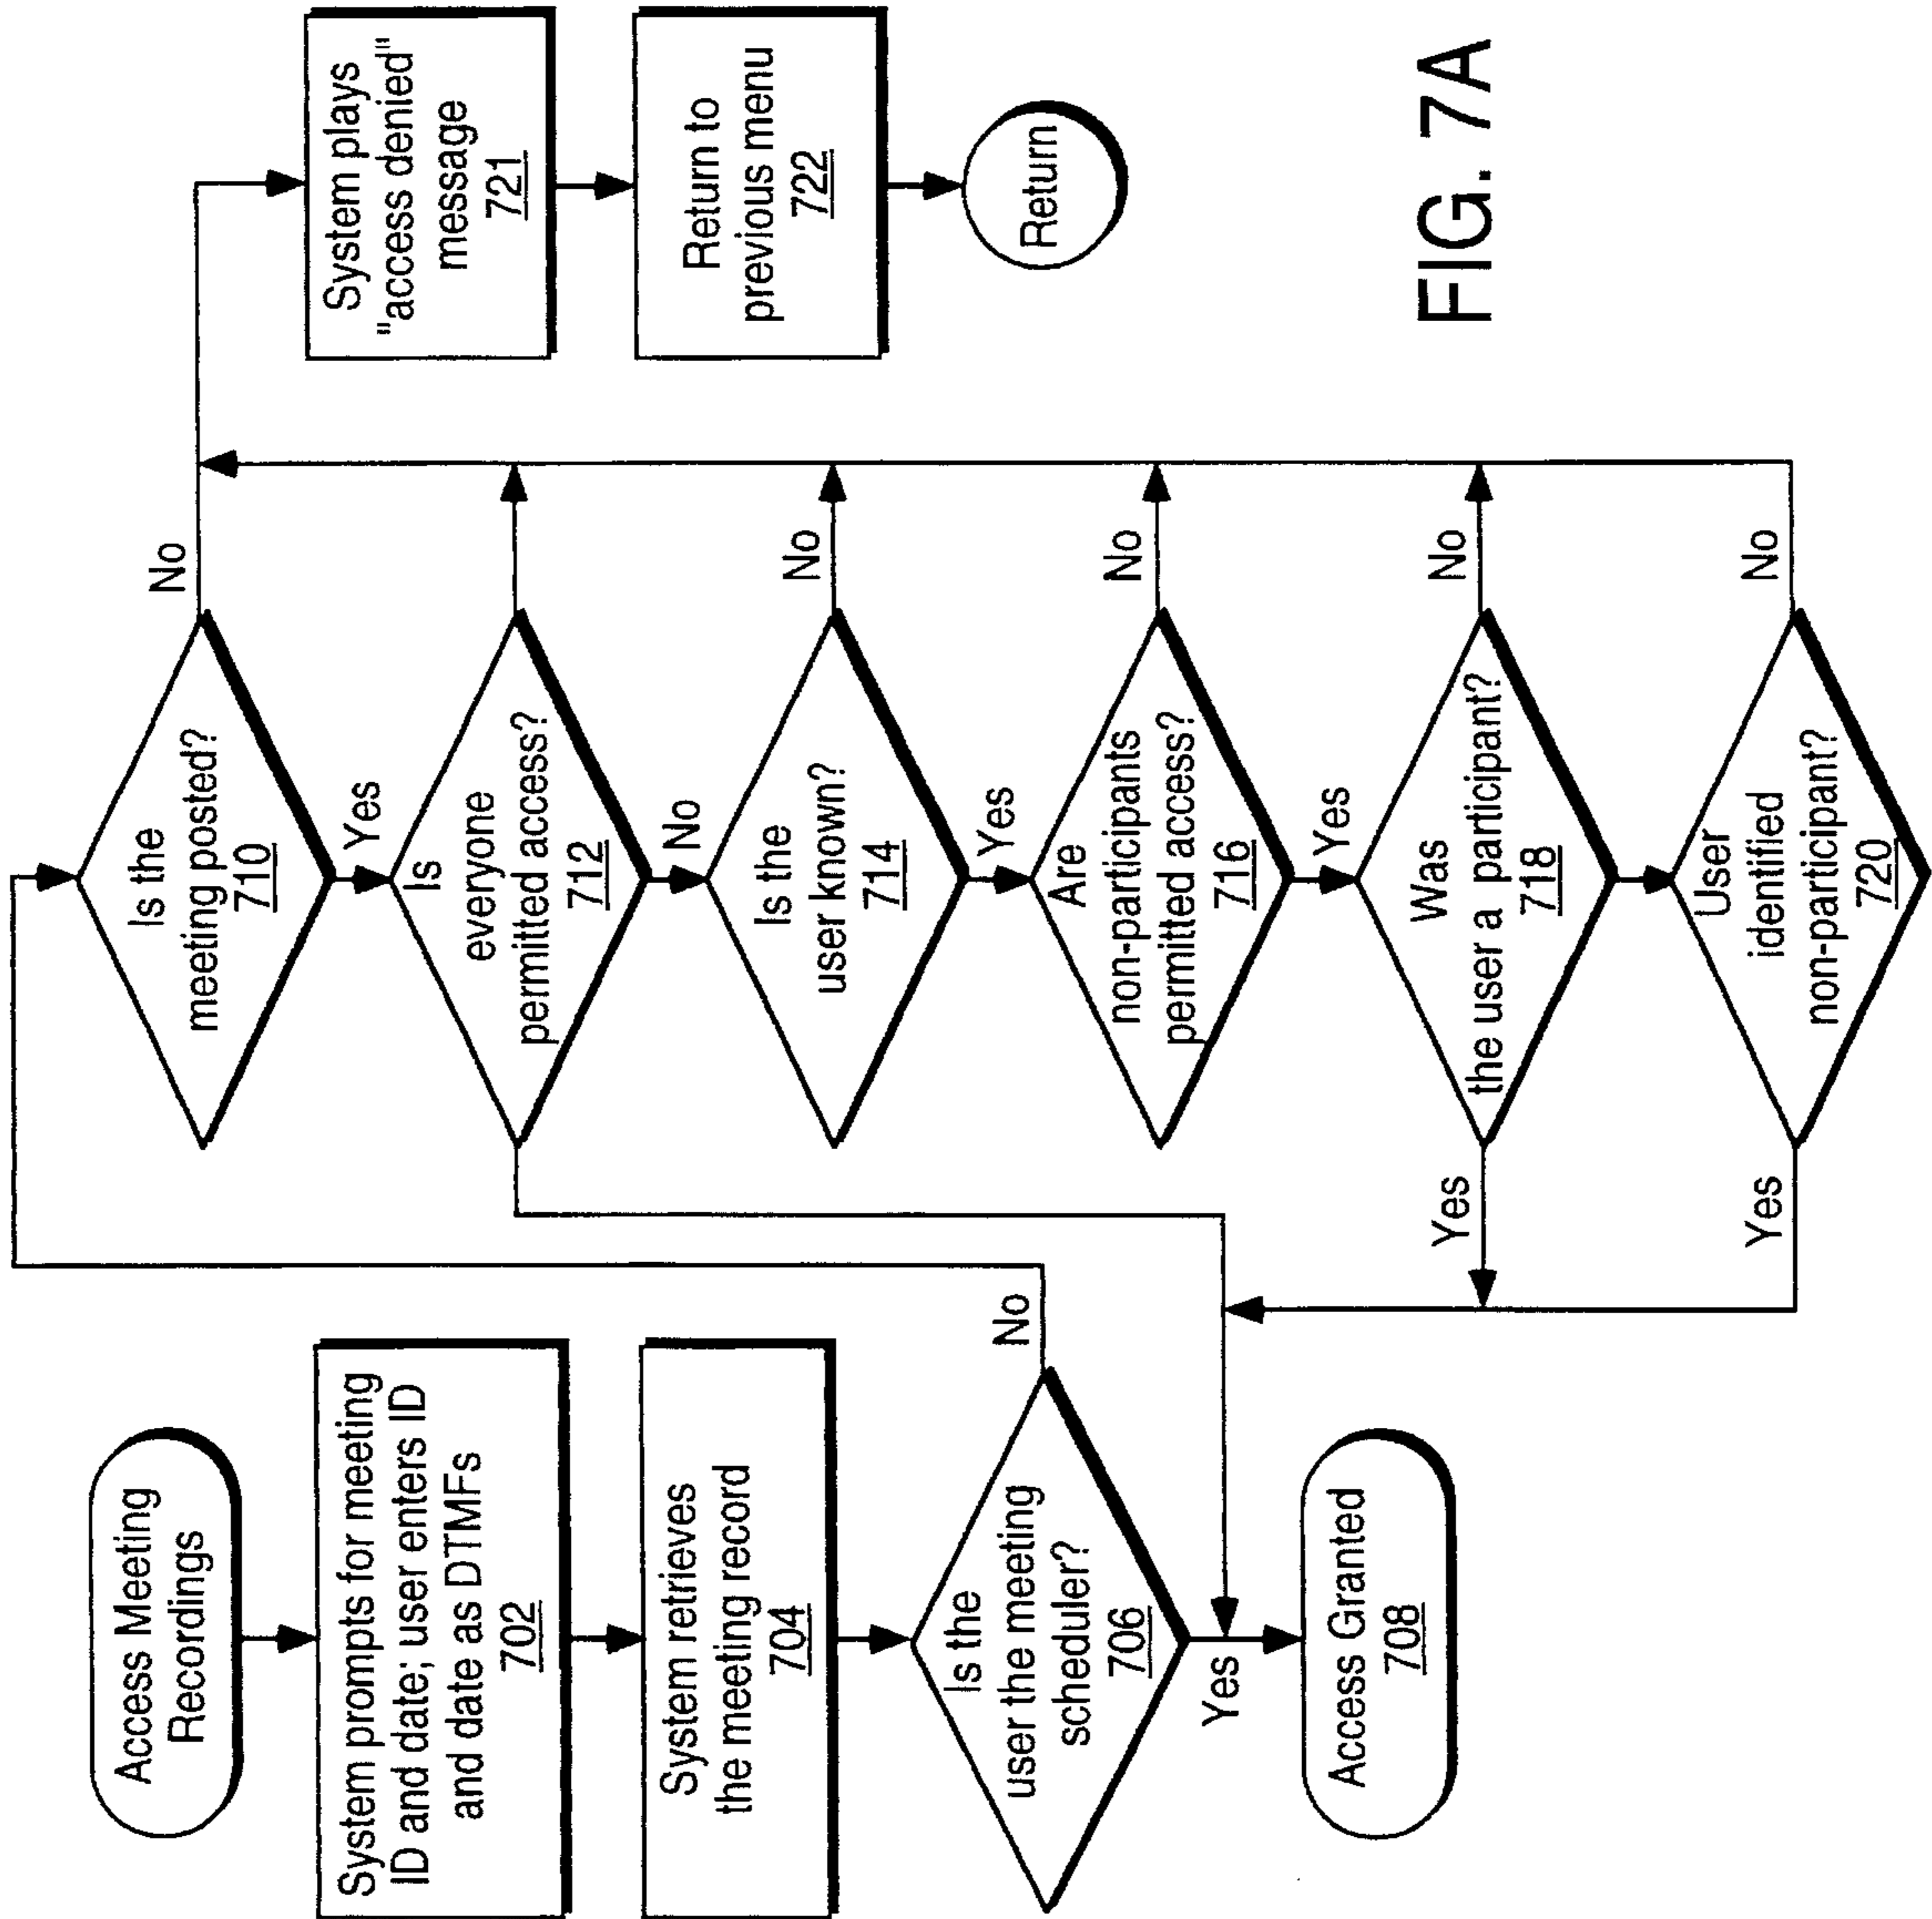 Access Meeting
Recordings
System prompts for meeting
ID and date; user enters ID
and date as DTMFs
702
System retrieves
the meeting record
704
Is the
user the meeting
scheduler?
706
No
Yes
Access Granted
708
Is the
meeting posted?
710
No
Yes
Is
everyone
permitted access?
712
No
Is the
user known?
714
No
Yes
Are
non-participants
permitted access?
716
No
Yes
Was
the user a participant?
718
No
Yes
User
identified
non-participant?
720
No
Yes
System plays
"access denied"
message
721
Return to
previous menu
722
Return
FIG. 7A